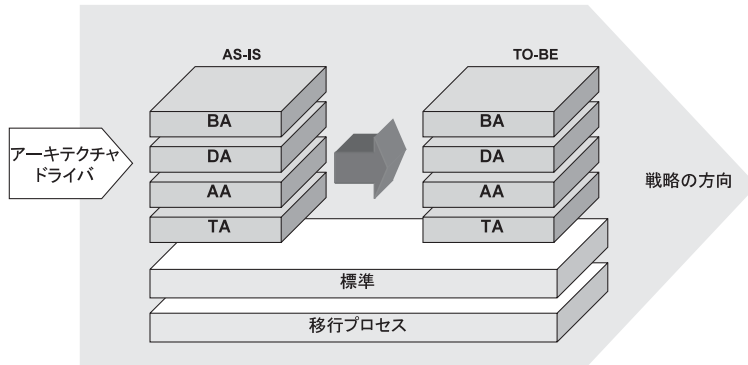 AS-IS
TO-BE
BA
DA
AA
TA
BA
DA
AA
TA
アーキテクチャ
ドライバ
戦略の方向
標準
移行プロセス